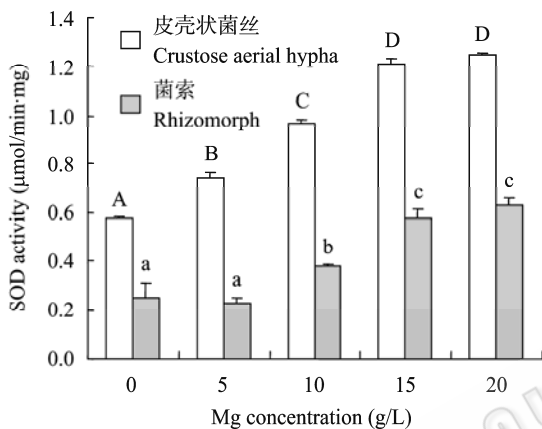 皮壳状菌丝
Crustose aerial hypha
菌索
Rhizomorph
SOD activity (μmol/min·mg)
1.4
1.2
1.0
0.8
0.6
0.4
0.2
0.0
A
a
B
a
C
b
D
c
D
c
0
5
10
15
20
Mg concentration (g/L)